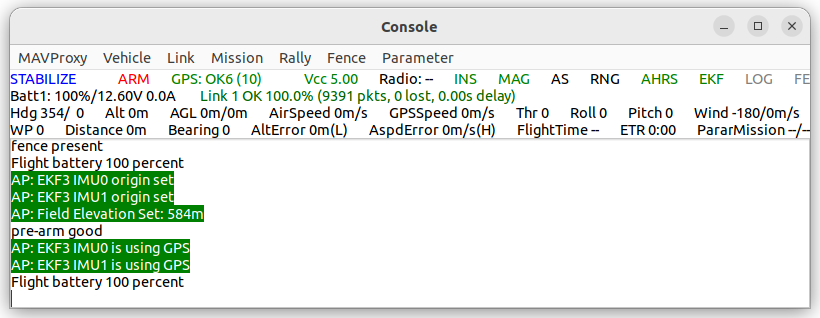 Console
MAVProxy Vehicle Link Mission Rally Fence Parameter
STABILIZE ARM GPS: OK6 (10) Vcc 5.00 Radio: -- INS MAG AS RNG AHRS EKF LOG FE
Batt1: 100%/12.60V 0.0A Link 1 OK 100.0% (9391 pkts, 0 lost, 0.00s delay)
Hdg 354/ 0 Alt 0m AGL 0m/0m AirSpeed 0m/s GPSSpeed 0m/s Thr 0 Roll 0 Pitch 0 Wind -180/0m/s
WP 0 Distance 0m Bearing 0 AltError 0m(L) AspdError 0m/s(H) FlightTime -- ETR 0:00 PararMission --/--
fence present
Flight battery 100 percent
AP: EKF3 IMU0 origin set
AP: EKF3 IMU1 origin set
AP: Field Elevation Set: 584m
pre-arm good
AP: EKF3 IMU0 is using GPS
AP: EKF3 IMU1 is using GPS
Flight battery 100 percent